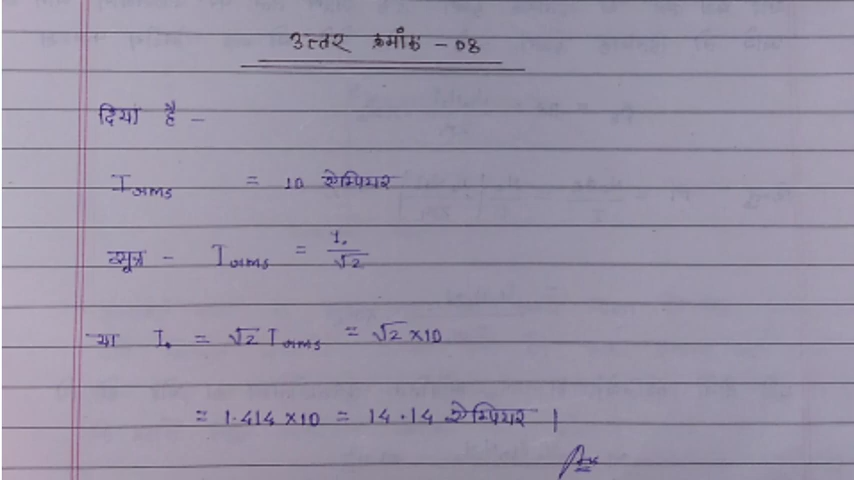 उत्तर क्रमांक - 08
दिया है -
Irms = 10 ऐम्पियर
सूत्र - Irms = I₀/√2
या I₀ = √2 Irms = √2 × 10
= 1.414 × 10 = 14.14 ऐम्पियर |
Ans